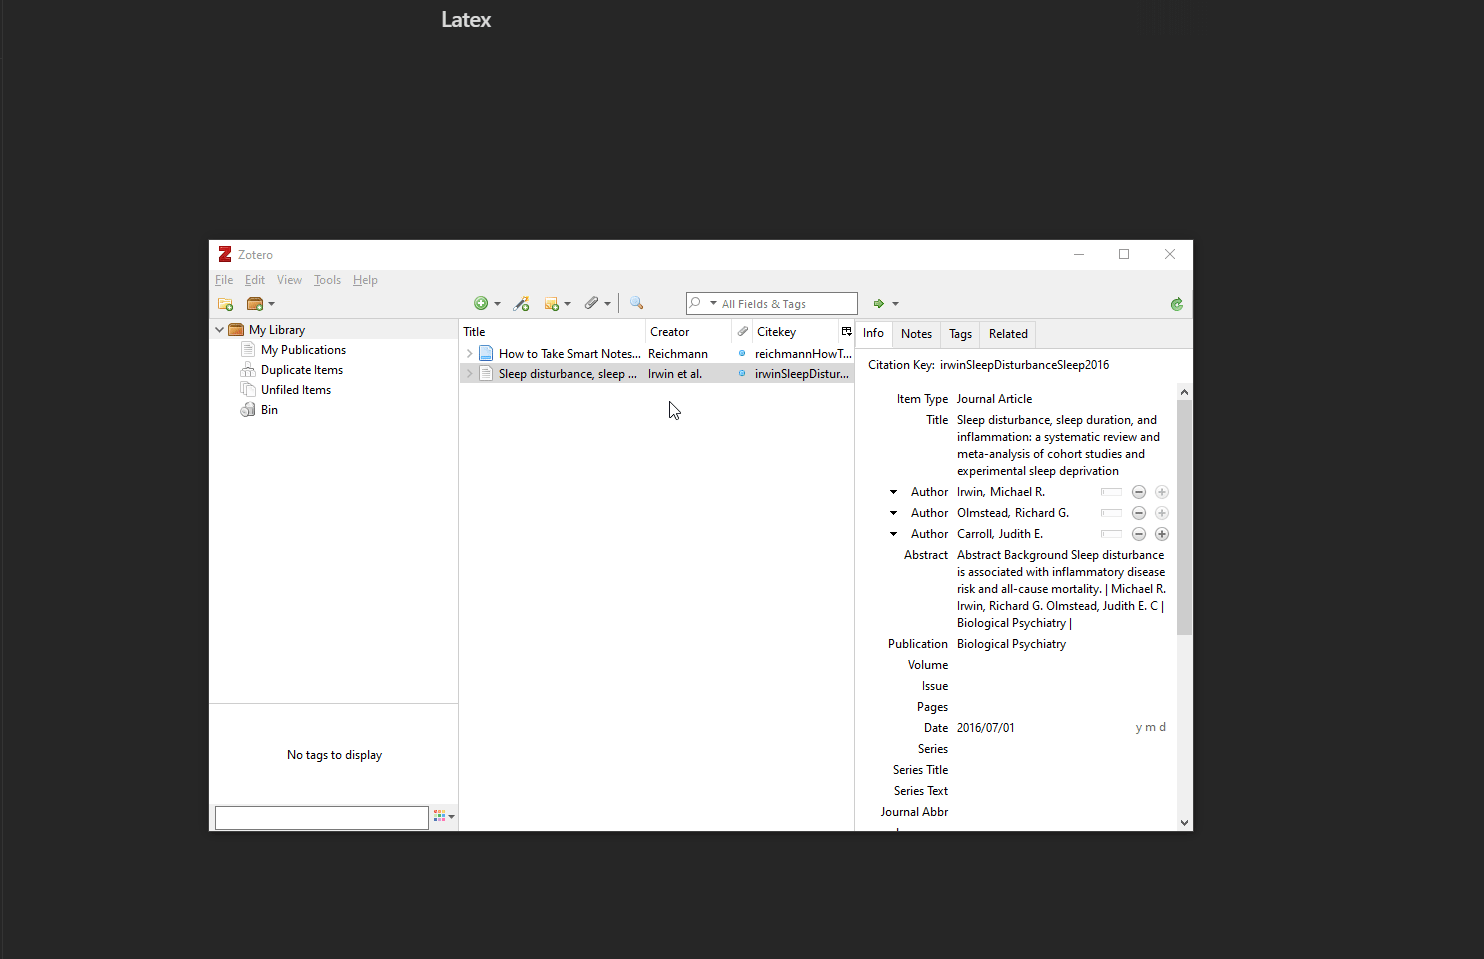 Latex
Zotero
File Edit View Tools Help
All Fields & Tags
My Library
My Publications
Duplicate Items
Unfiled Items
Bin
No tags to display
Title Creator Citekey
How to Take Smart Notes... Reichmann reichmannHowT...
Sleep disturbance, sleep ... Irwin et al. irwinSleepDistur...
Info Notes Tags Related
Citation Key: irwinSleepDisturbanceSleep2016
Item Type Journal Article
Title Sleep disturbance, sleep duration, and
inflammation: a systematic review and
meta-analysis of cohort studies and
experimental sleep deprivation
Author Irwin, Michael R.
Author Olmstead, Richard G.
Author Carroll, Judith E.
Abstract Abstract Background Sleep disturbance
is associated with inflammatory disease
risk and all-cause mortality. | Michael R.
Irwin, Richard G. Olmstead, Judith E. C |
Biological Psychiatry |
Publication Biological Psychiatry
Volume
Issue
Pages
Date 2016/07/01 y m d
Series
Series Title
Series Text
Journal Abbr